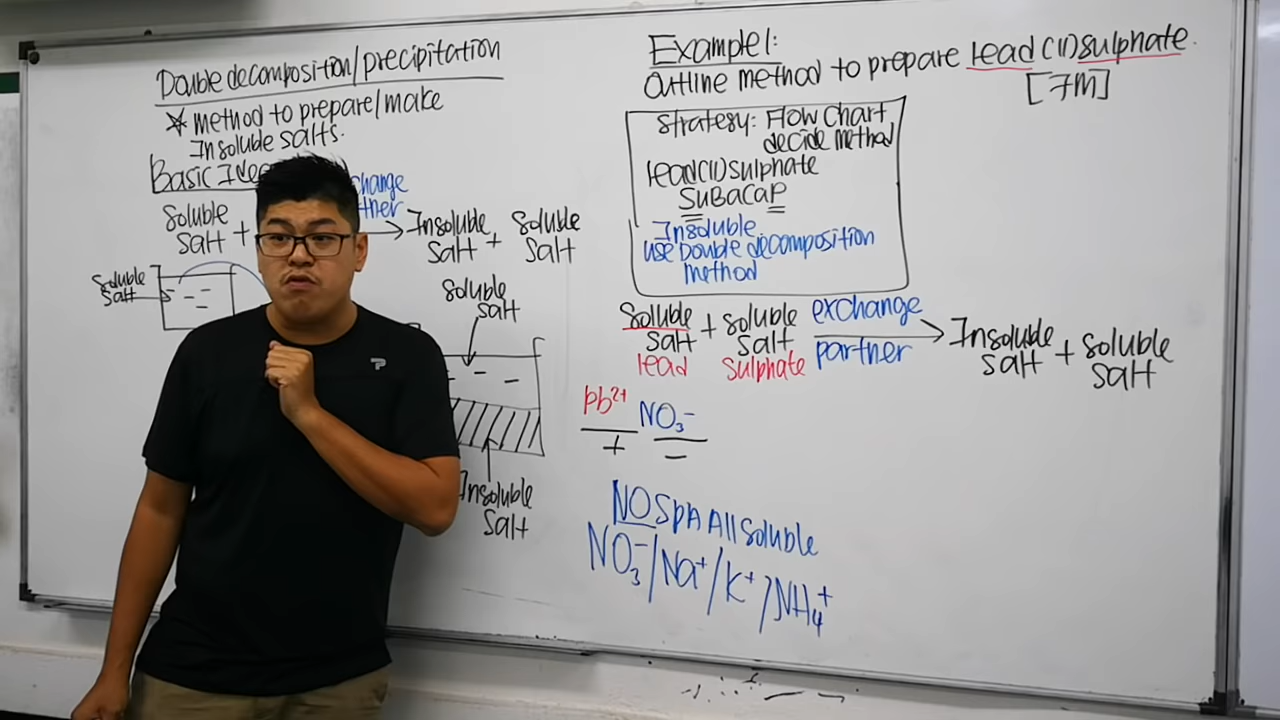 Double decomposition/precipitation
* method to prepare/make
Insoluble salts.
Basic Ide
change
Soluble
salt +
Insoluble
salt +
Soluble
salt
Soluble
salt
Soluble
salt
Insoluble
salt
P
Example 1:
Outline method to prepare lead (II) sulphate.
[7M]
Strategy: Flow Chart
decide method
lead(II) sulphate
SUBACAP
Insoluble
use Double decomposition
method
Soluble
salt
lead
+
Soluble
salt
sulphate
exchange
partner
Insoluble
salt +
Soluble
salt
Pb²⁺ NO₃⁻
+ −
NO SPA All Soluble
NO₃⁻/Na⁺/K⁺/NH₄⁺